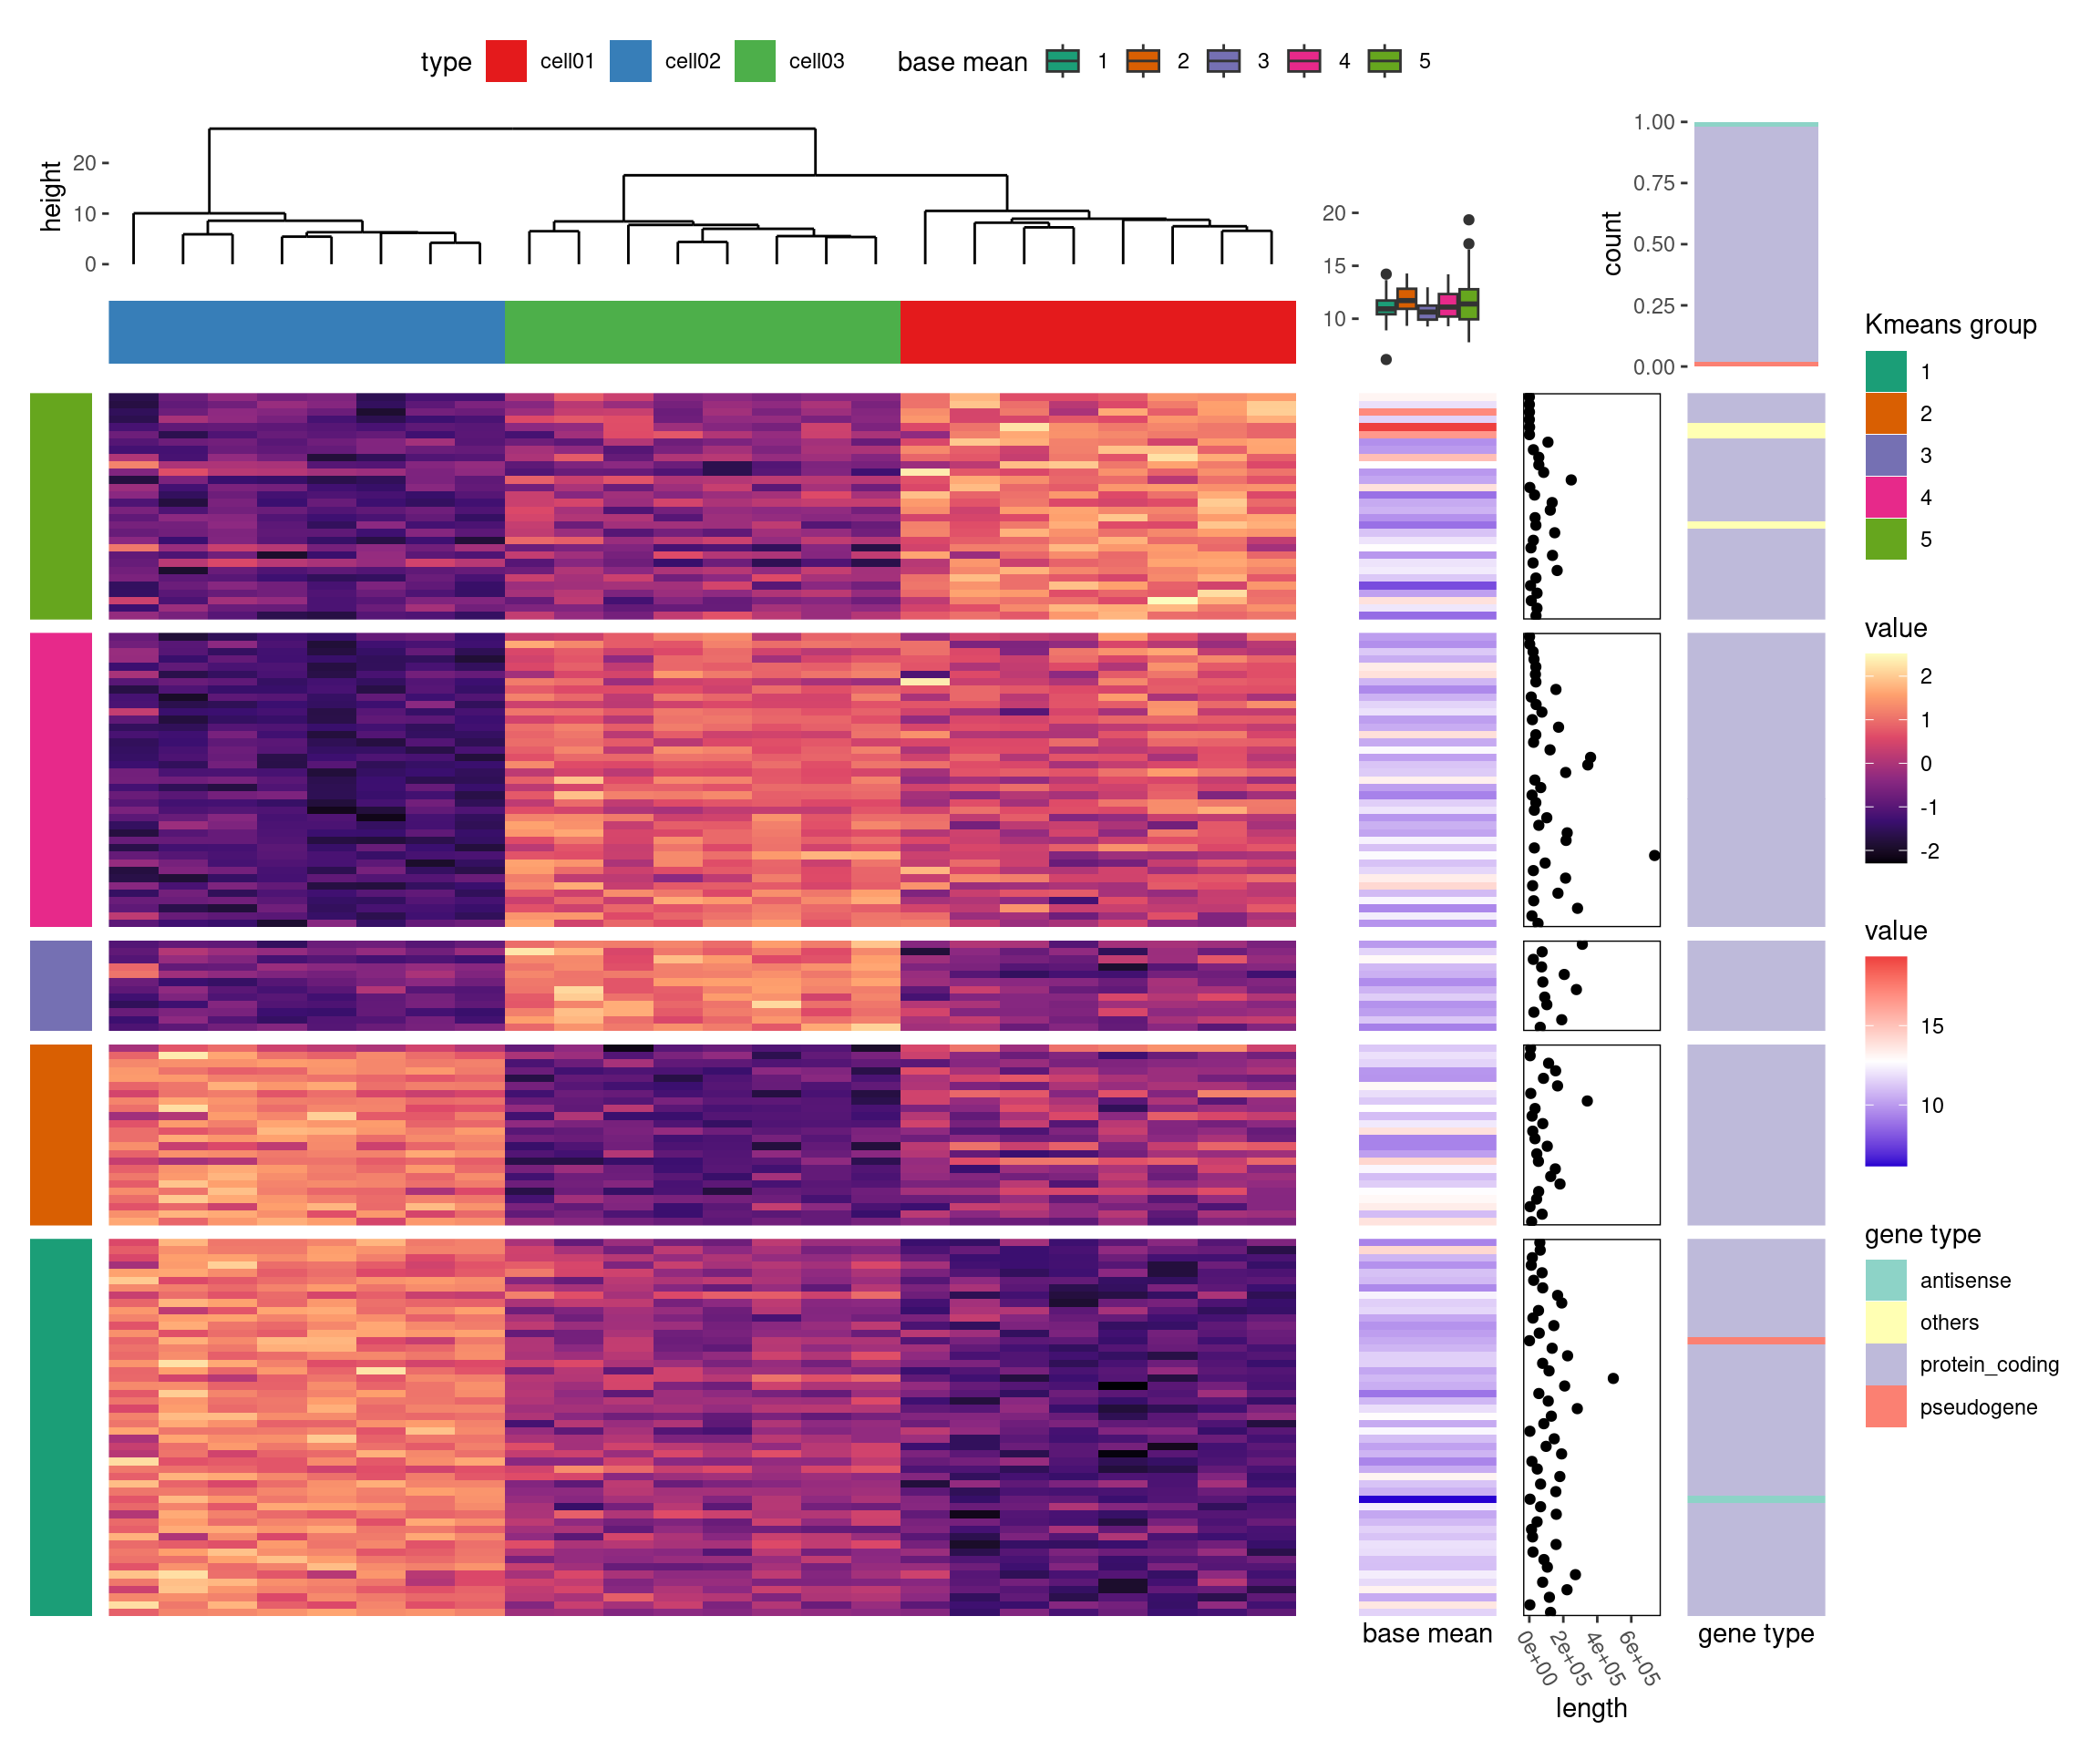 type cell01 cell02 cell03 base mean 1 2 3 4 5
height
20
10
0
20
15
10
count
1.00
0.75
0.50
0.25
0.00
Kmeans group
1
2
3
4
5
value
2
1
0
-1
-2
value
15
10
gene type
antisense
others
protein_coding
pseudogene
base mean
0e+00 2e+05 4e+05 6e+05
length
gene type